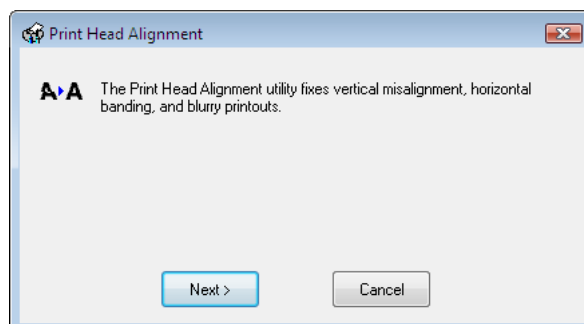 Print Head Alignment
A A The Print Head Alignment utility fixes vertical misalignment, horizontal
banding, and blurry printouts.
Next > Cancel